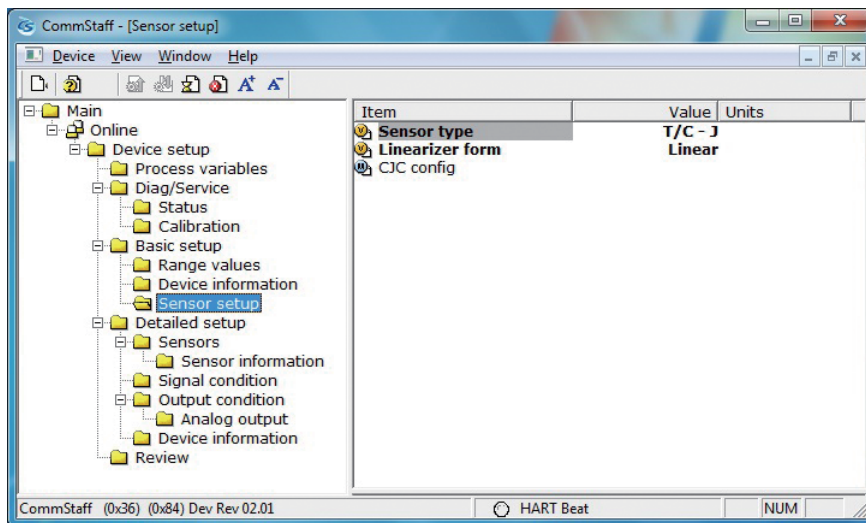 CommStaff - [Sensor setup]
Device View Window Help
Main
Online
Device setup
Process variables
Diag/Service
Status
Calibration
Basic setup
Range values
Device information
Sensor setup
Detailed setup
Sensors
Sensor information
Signal condition
Output condition
Analog output
Device information
Review
Item Value Units
Sensor type T/C - J
Linearizer form Linear
CJC config
CommStaff (0x36) (0x84) Dev Rev 02.01 HART Beat NUM